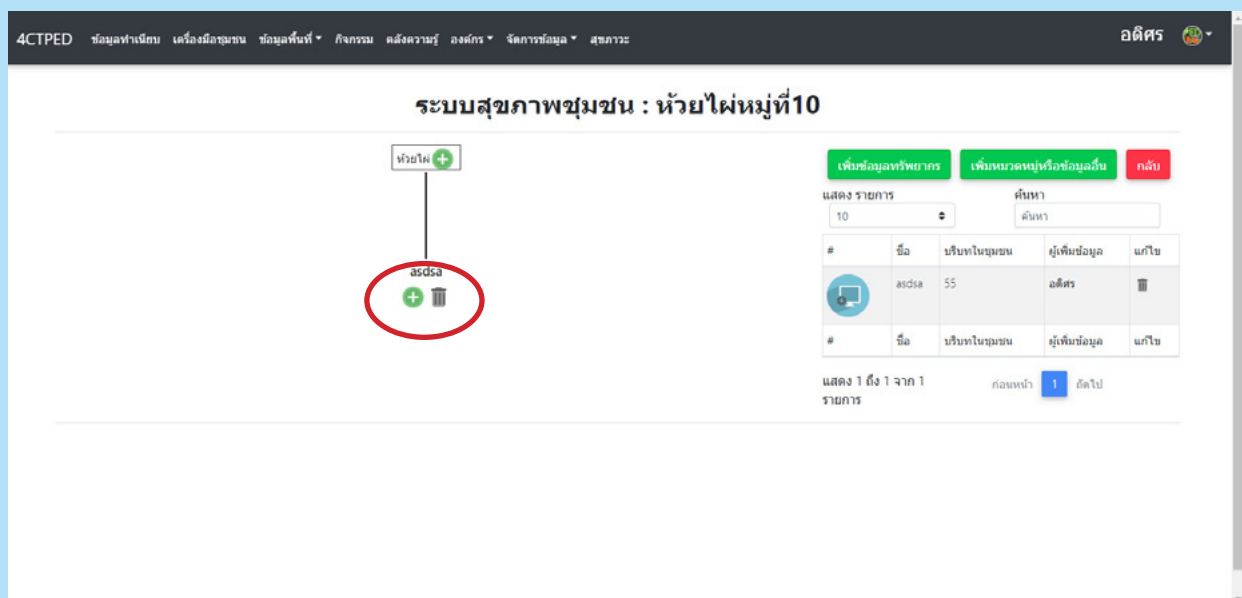 4CTPED ข้อมูลทำเนียบ เครื่องมือชุมชน ข้อมูลพื้นที่ กิจกรรม คลังความรู้ องค์กร จัดการข้อมูล สุขภาวะ อดิศร
ระบบสุขภาพชุมชน : ห้วยไผ่หมู่ที่10
ห้วยไผ่
asdsa
เพิ่มข้อมูลทรัพยากร เพิ่มหมวดหมู่หรือข้อมูลอื่น กลับ
แสดง รายการ ค้นหา
10 ค้นหา
# ชื่อ บริบทในชุมชน ผู้เพิ่มข้อมูล แก้ไข
asdsa 55 อดิศร
# ชื่อ บริบทในชุมชน ผู้เพิ่มข้อมูล แก้ไข
แสดง 1 ถึง 1 จาก 1 ก่อนหน้า 1 ถัดไป
รายการ